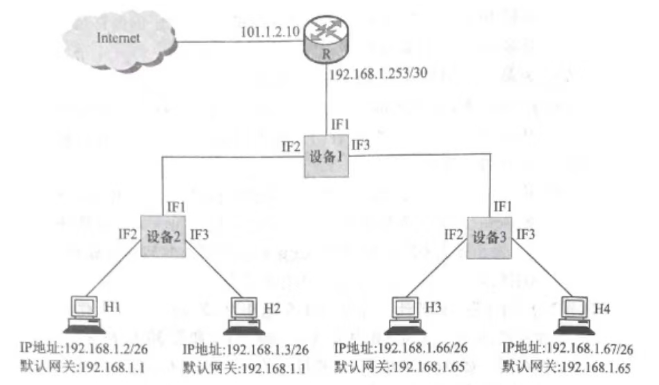 Internet
101.1.2.10
R
192.168.1.253/30
IF1
IF2
设备1
IF3
IF1
IF2
设备2
IF3
IF1
IF2
设备3
IF3
H1
H2
H3
H4
IP地址:192.168.1.2/26
默认网关:192.168.1.1
IP地址:192.168.1.3/26
默认网关:192.168.1.1
IP地址:192.168.1.66/26
默认网关:192.168.1.65
IP地址:192.168.1.67/26
默认网关:192.168.1.65